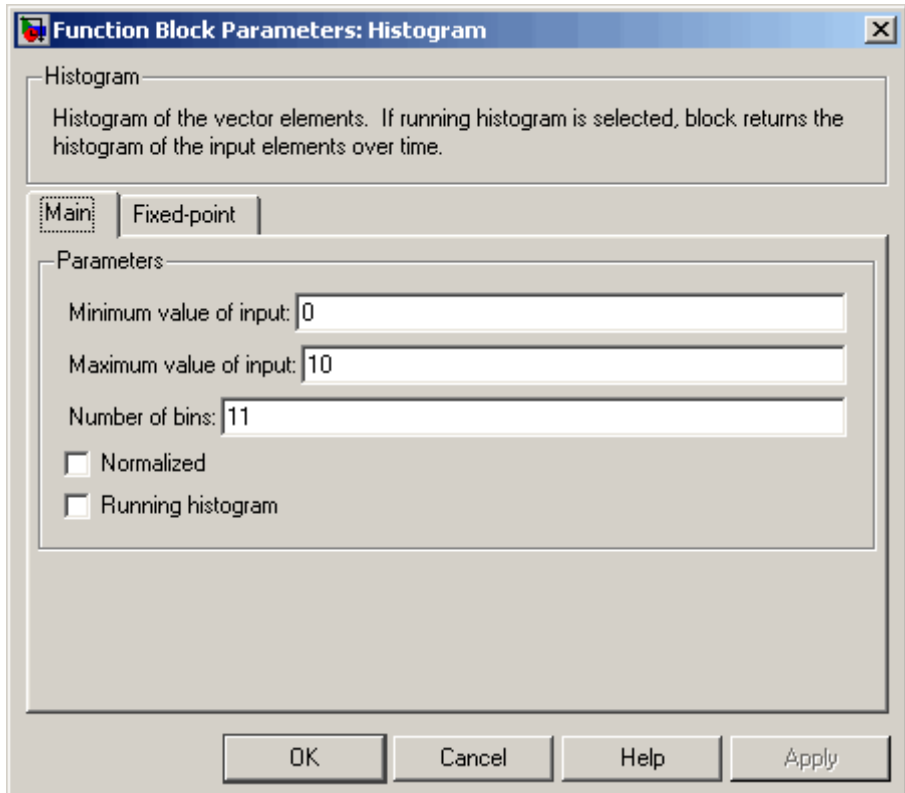 Function Block Parameters: Histogram
Histogram
Histogram of the vector elements.  If running histogram is selected, block returns the
histogram of the input elements over time.
Main Fixed-point
Parameters
Minimum value of input: 0
Maximum value of input: 10
Number of bins: 11
Normalized
Running histogram
OK Cancel Help Apply